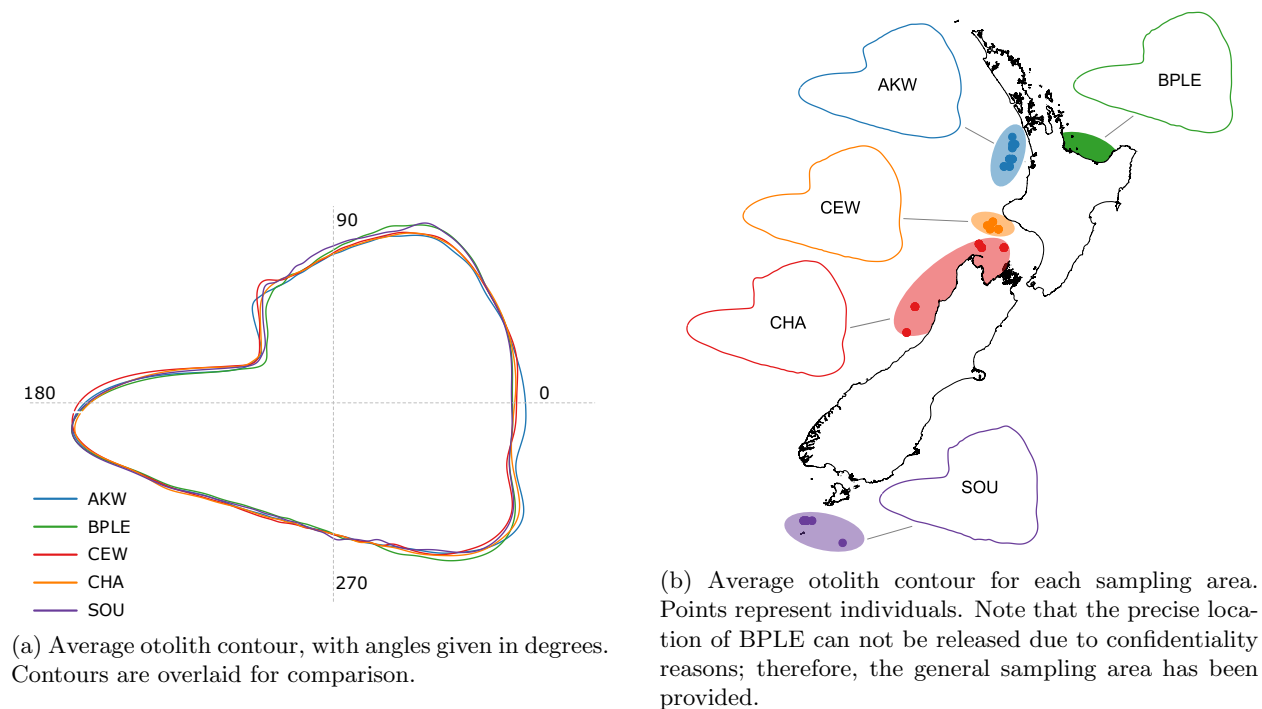 90
180
0
270
AKW
BPLE
CEW
CHA
SOU
(a) Average otolith contour, with angles given in degrees.
Contours are overlaid for comparison.
AKW
BPLE
CEW
CHA
SOU
(b) Average otolith contour for each sampling area.
Points represent individuals. Note that the precise loca-
tion of BPLE can not be released due to confidentiality
reasons; therefore, the general sampling area has been
provided.